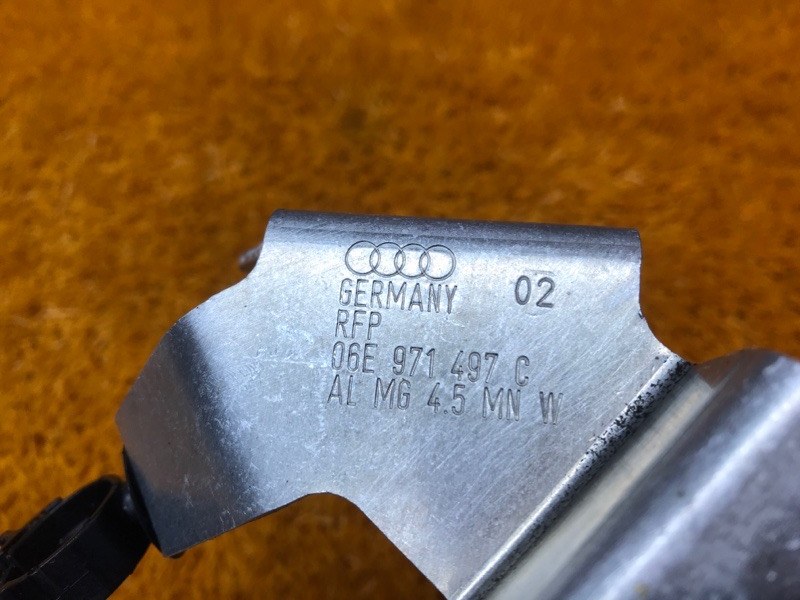 GERMANY 02
RFP
06E 971 497 C
AL MG 4.5 MN W